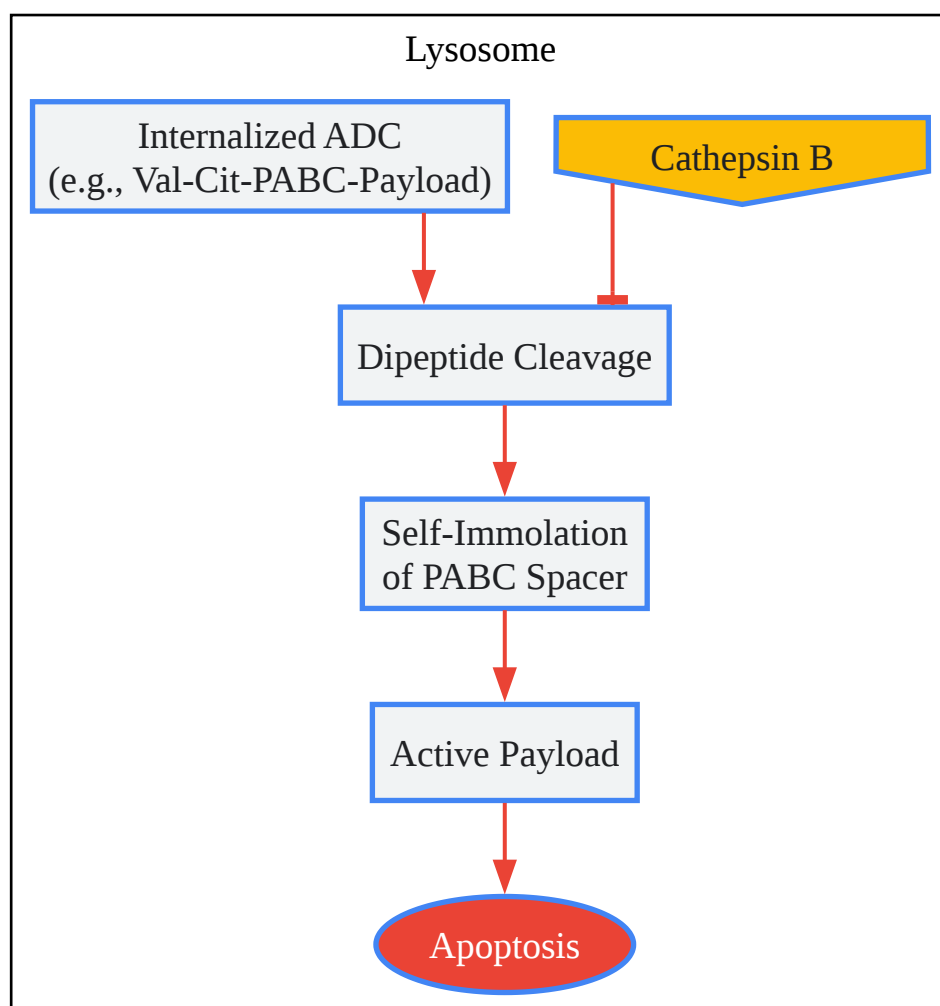 Lysosome
Internalized ADC
(e.g., Val-Cit-PABC-Payload)
Cathepsin B
Dipeptide Cleavage
Self-Immolation
of PABC Spacer
Active Payload
Apoptosis